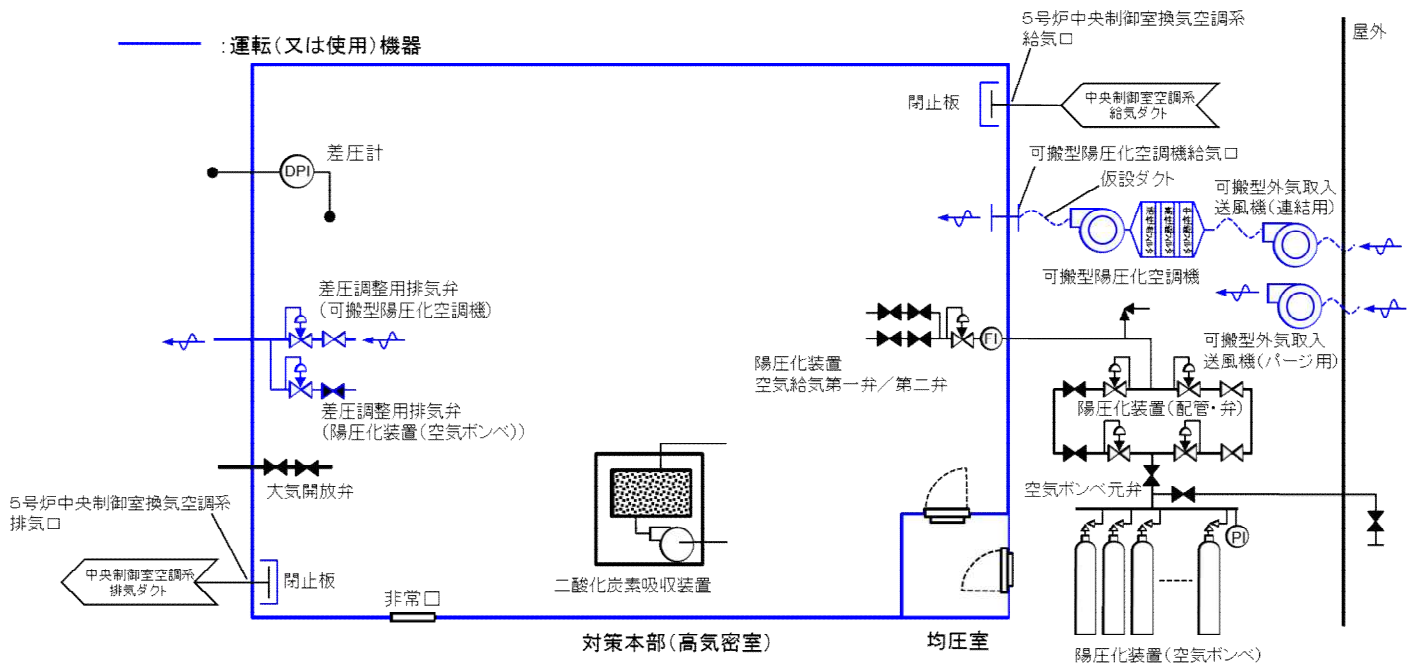 :運転(又は使用)機器
5号炉中央制御室換気空調系
給気口
屋外
閉止板
中央制御室空調系
給気ダクト
差圧計
DPI
可搬型陽圧化空調機給気口
仮設ダクト
可搬型外気取入
送風機(連結用)
可搬型陽圧化空調機
差圧調整用排気弁
(可搬型陽圧化空調機)
FI
可搬型外気取入
送風機(パージ用)
陽圧化装置
空気給気第一弁/第二弁
差圧調整用排気弁
(陽圧化装置(空気ボンベ))
陽圧化装置(配管・弁)
大気開放弁
空気ボンベ元弁
5号炉中央制御室換気空調系
排気口
PI
中央制御室空調系
排気ダクト
閉止板
二酸化炭素吸収装置
非常口
対策本部(高気密室)
均圧室
陽圧化装置(空気ボンベ)